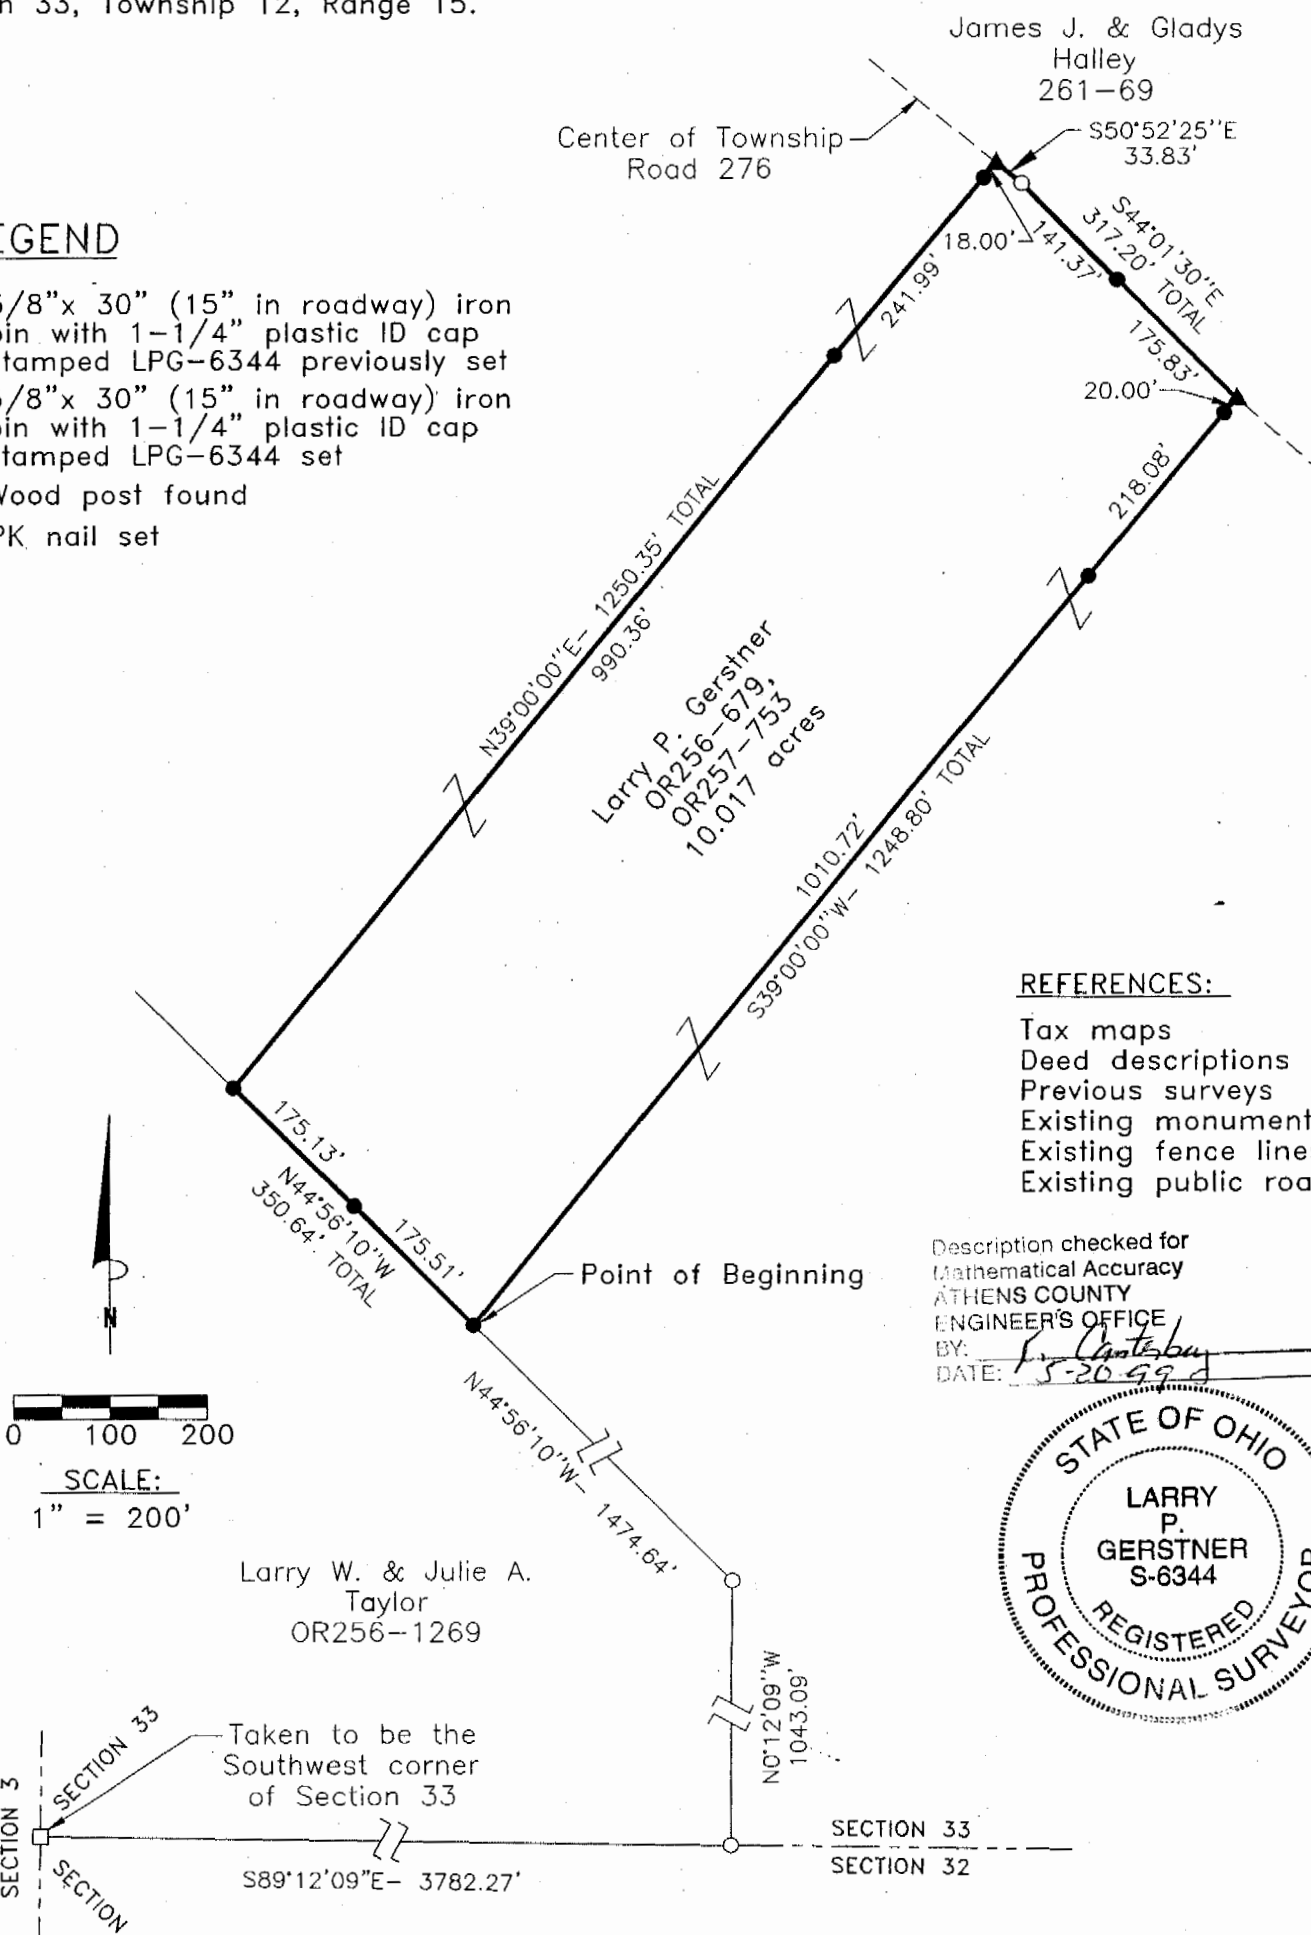 33, Township 12, Range 15.
James J. & Gladys
Halley
261-69
Center of Township
Road 276
S50°52'25"E
33.83'
18.00'
141.37'
S44°01'30"E
317.20' TOTAL
175.83'
20.00'
241.99'
218.08'
LEGEND
5/8"x 30" (15" in roadway) iron
pin with 1-1/4" plastic ID cap
stamped LPG-6344 previously set
5/8"x 30" (15" in roadway) iron
pin with 1-1/4" plastic ID cap
stamped LPG-6344 set
Wood post found
PK nail set
N39°00'00"E- 1250.35' TOTAL
990.36'
Larry P. Gerstner
OR256-679,
OR257-753
10.017 acres
1010.72'
S39°00'00"W- 1248.80' TOTAL
REFERENCES:
Tax maps
Deed descriptions
Previous surveys
Existing monument
Existing fence line
Existing public roa
175.13'
N44°56'10"W
350.64' TOTAL
175.51'
Point of Beginning
Description checked for
Mathematical Accuracy
ATHENS COUNTY
ENGINEER'S OFFICE
BY: Canterbury
DATE: 5-20-99
N
0 100 200
SCALE:
1" = 200'
N44°56'10"W- 1474.64'
STATE OF OHIO
LARRY
P.
GERSTNER
S-6344
REGISTERED
PROFESSIONAL SURVEYOR
Larry W. & Julie A.
Taylor
OR256-1269
N0°12'09"W
1043.09'
Taken to be the
Southwest corner
of Section 33
SECTION 33
SECTION 3
SECTION
S89°12'09"E- 3782.27'
SECTION 33
SECTION 32